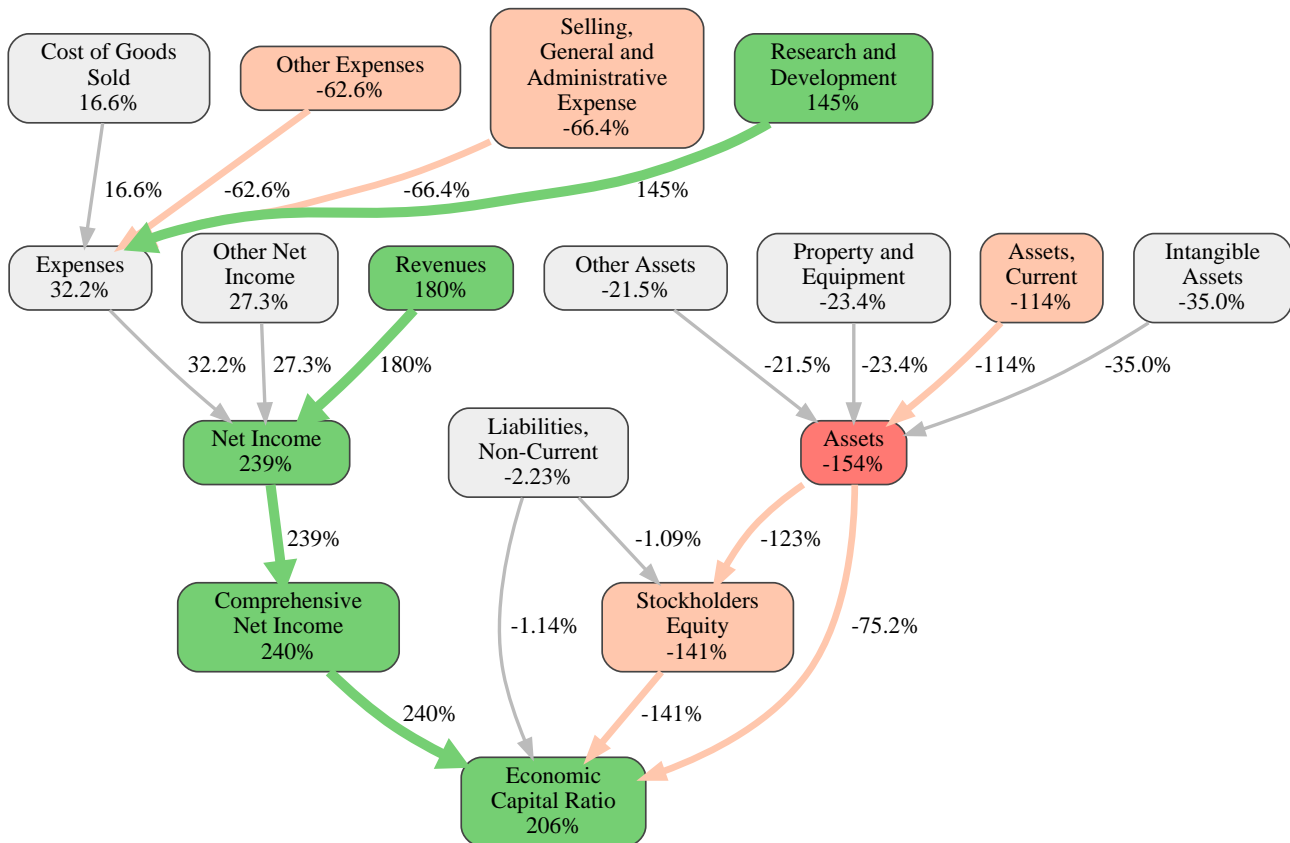 Cost of Goods
Sold
16.6%
Other Expenses
-62.6%
Selling,
General and
Administrative
Expense
-66.4%
Research and
Development
145%
16.6%
-62.6%
-66.4%
145%
Expenses
32.2%
Other Net
Income
27.3%
Revenues
180%
Other Assets
-21.5%
Property and
Equipment
-23.4%
Assets,
Current
-114%
Intangible
Assets
-35.0%
32.2%
27.3%
180%
-21.5%
-23.4%
-114%
-35.0%
Net Income
239%
Liabilities,
Non-Current
-2.23%
Assets
-154%
239%
-1.09%
-123%
Comprehensive
Net Income
240%
-1.14%
Stockholders
Equity
-141%
-75.2%
240%
-141%
Economic
Capital Ratio
206%